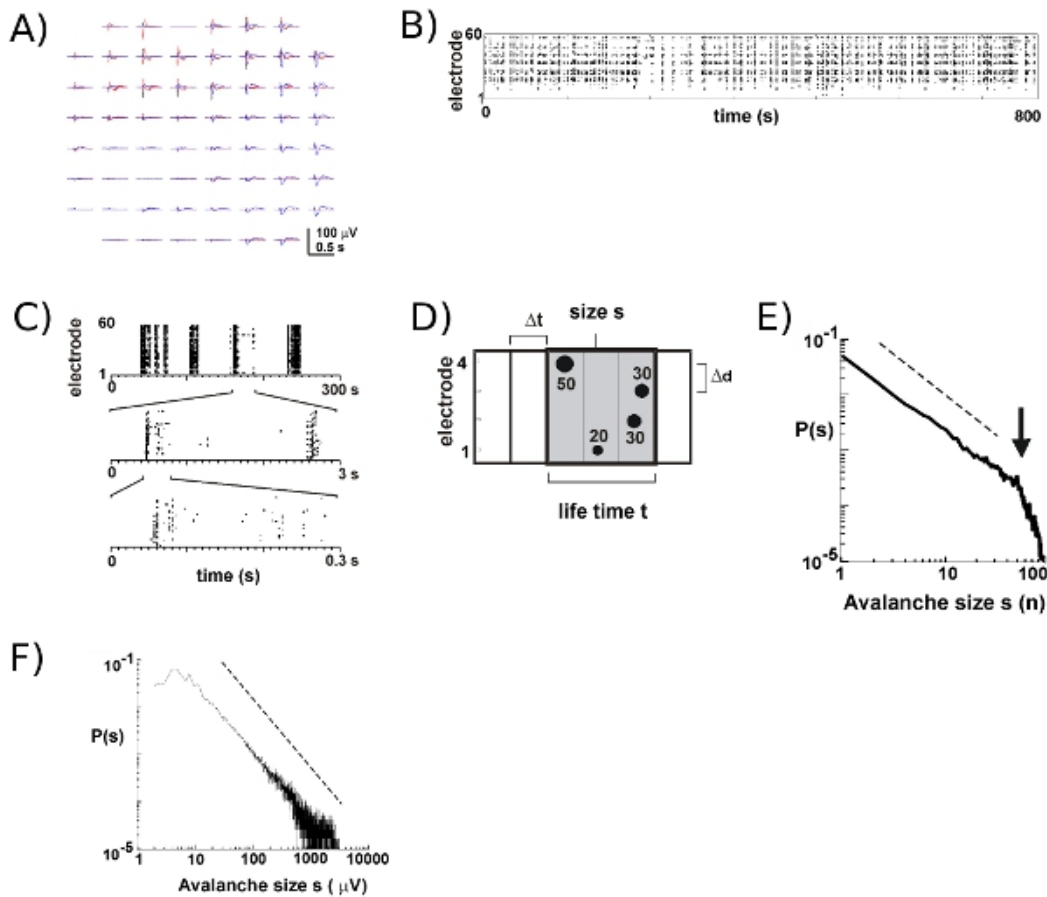 A)
100 μV
0.5 s
B)
electrode
60
1
0
time (s)
800
C)
electrode
60
1
0
300 s
0
3 s
0
0.3 s
time (s)
D)
Δt
size s
electrode
4
1
50
30
20
30
Δd
life time t
E)
10-1
P(s)
10-5
1
10
100
Avalanche size s (n)
F)
10-1
P(s)
10-5
1
10
100
1000
10000
Avalanche size s ( μV)